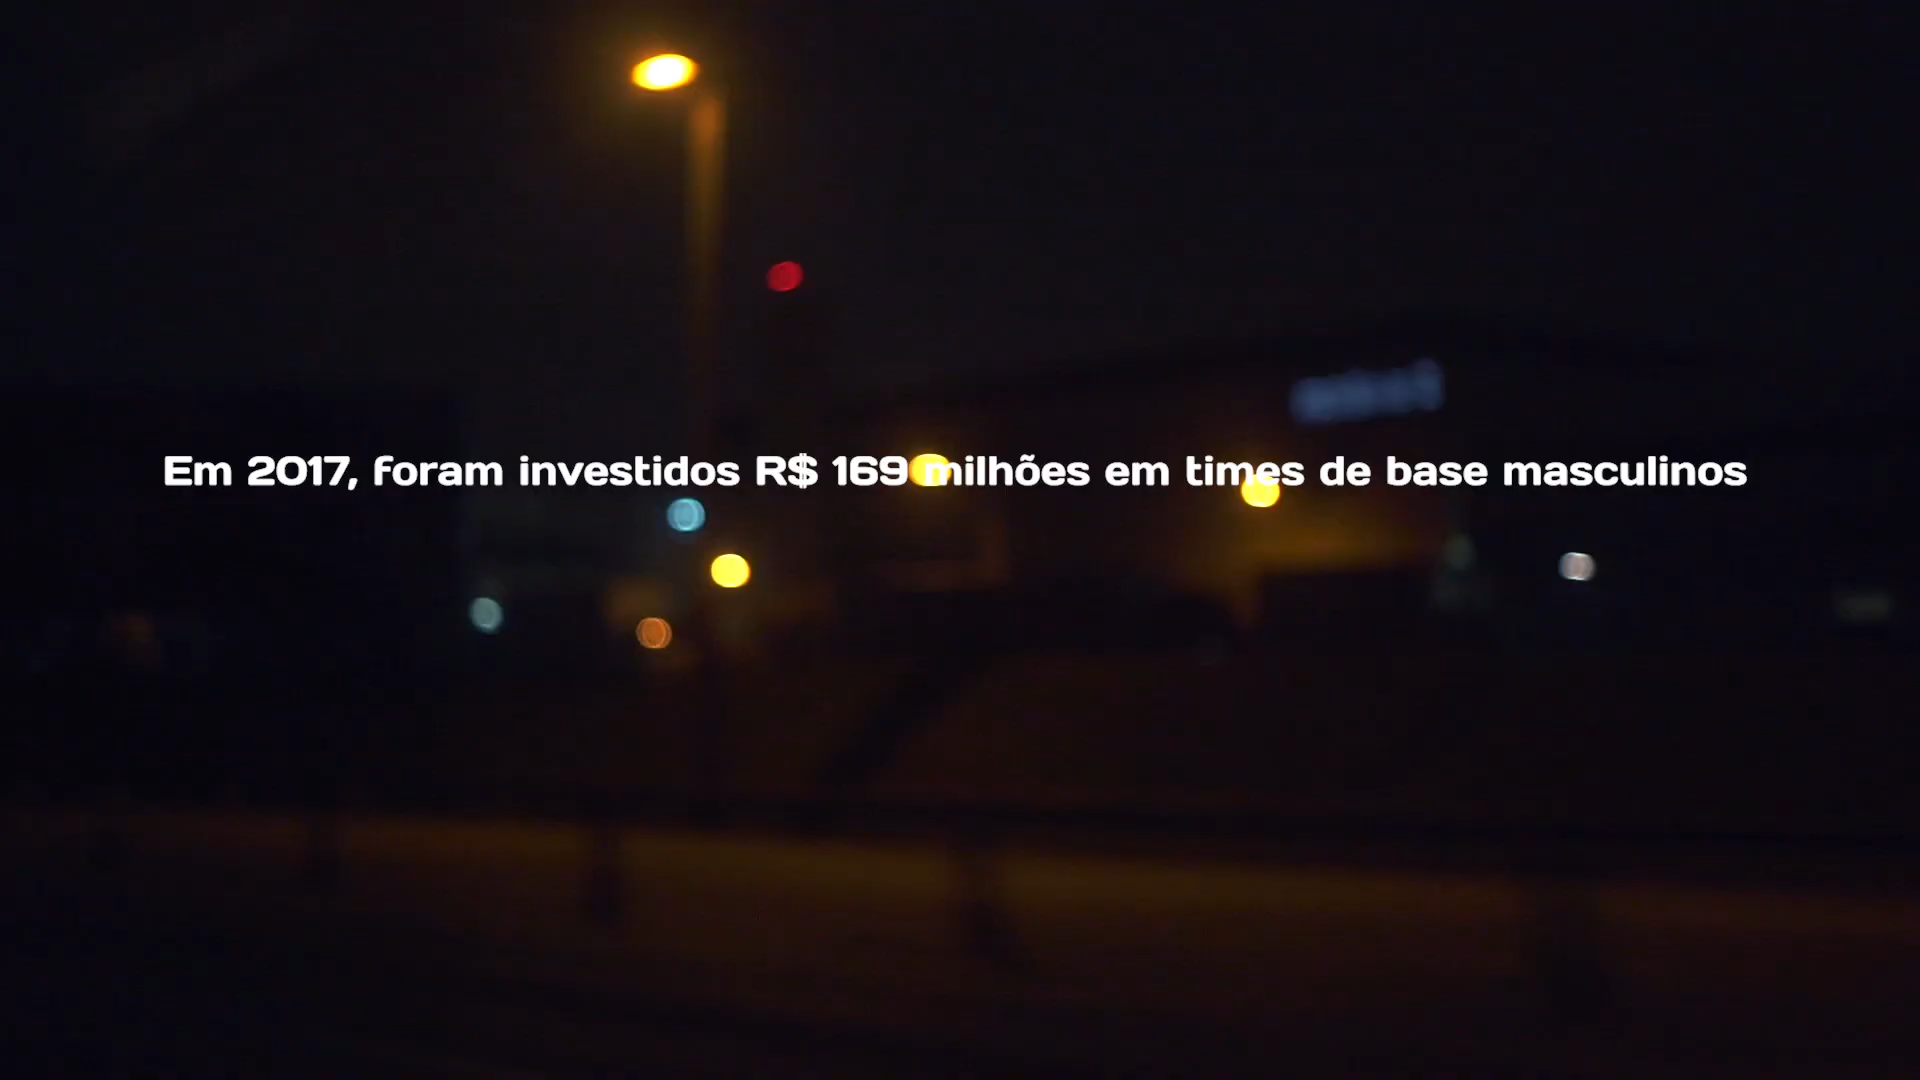 Em 2017, foram investidos R$ 169 milhões em times de base masculinos